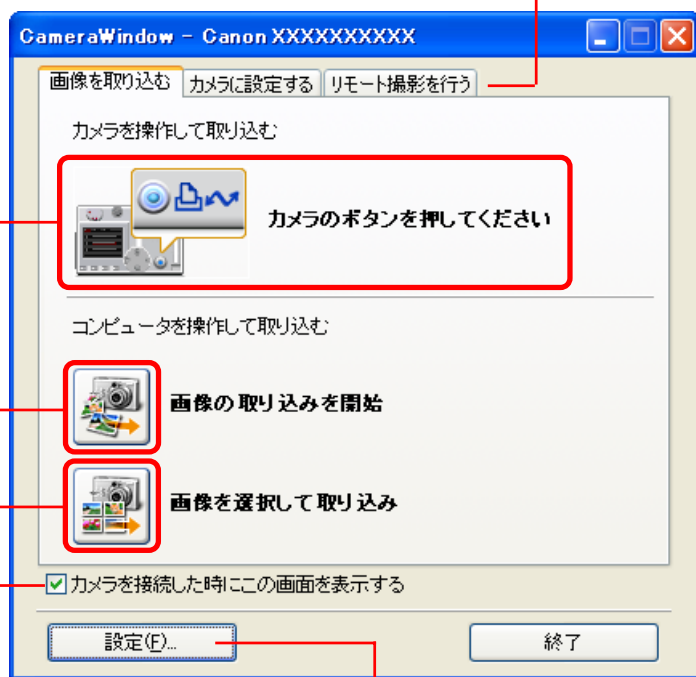 CameraWindow - Canon XXXXXXXXXX
画像を取り込む カメラに設定する リモート撮影を行う
カメラを操作して取り込む
カメラのボタンを押してください
コンピュータを操作して取り込む
画像の取り込みを開始
画像を選択して取り込み
カメラを接続した時にこの画面を表示する
設定(F)... 終了